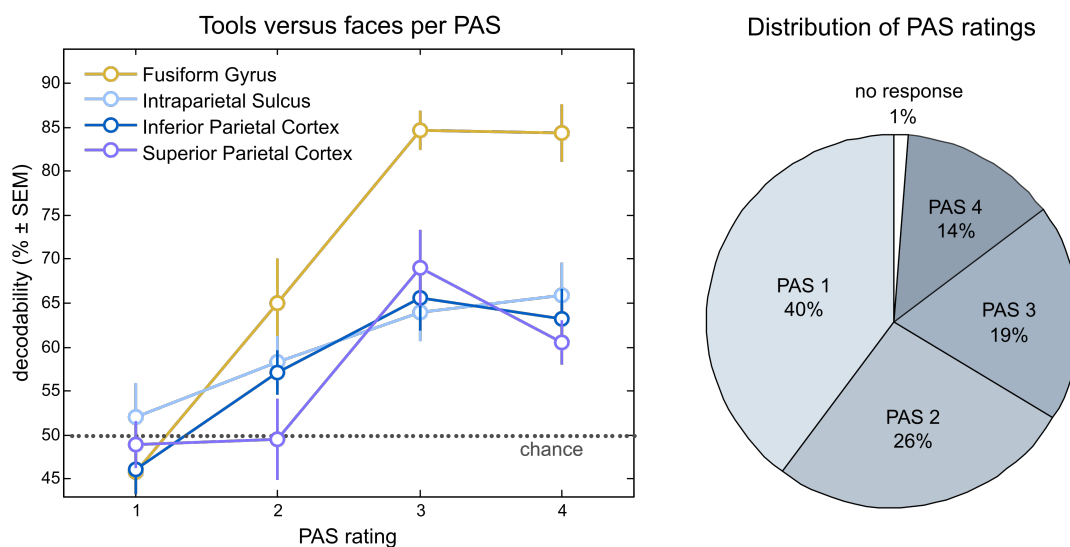 Tools versus faces per PAS
decodability (% ± SEM)
90
85
80
75
70
65
60
55
50
45
Fusiform Gyrus
Intraparietal Sulcus
Inferior Parietal Cortex
Superior Parietal Cortex
chance
1 2 3 4
PAS rating
Distribution of PAS ratings
no response
1%
PAS 4
14%
PAS 1
40%
PAS 3
19%
PAS 2
26%